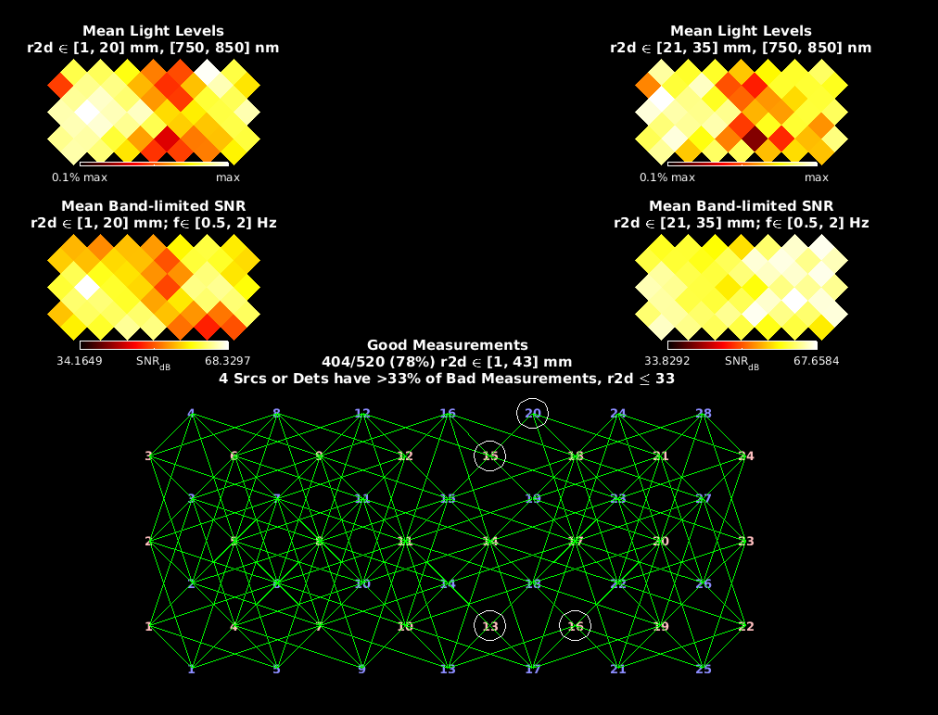 Mean Light Levels
r2d ∈ [1, 20] mm, [750, 850] nm
0.1% max max
Mean Light Levels
r2d ∈ [21, 35] mm, [750, 850] nm
0.1% max max
Mean Band-limited SNR
r2d ∈ [1, 20] mm; f∈ [0.5, 2] Hz
34.1649 SNR dB 68.3297
Mean Band-limited SNR
r2d ∈ [21, 35] mm; f∈ [0.5, 2] Hz
33.8292 SNR dB 67.6584
Good Measurements
404/520 (78%) r2d ∈ [1, 43] mm
4 Srcs or Dets have >33% of Bad Measurements, r2d ≤ 33
4 8 12 16 20 24 28
3 6 9 12 15 18 21 24
3 7 11 15 19 23 27
2 5 8 11 14 17 20 23
2 6 10 14 18 22 26
1 4 7 10 13 16 19 22
1 5 9 13 17 21 25